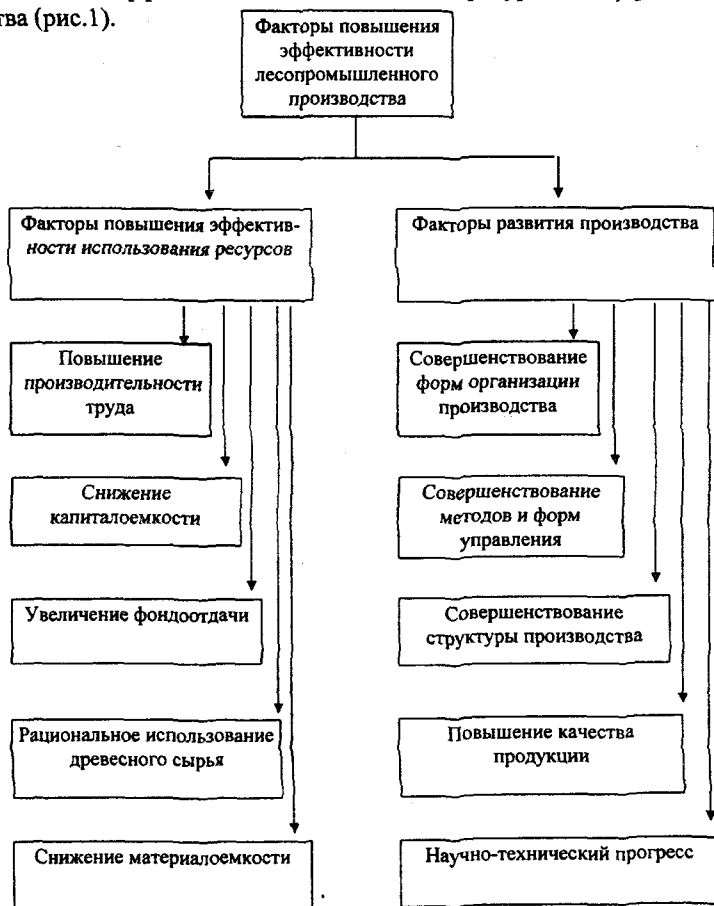 тва (рис.1).
Факторы повышения
эффективности
лесопромышленного
производства
Факторы повышения эффектив-
ности использования ресурсов
Факторы развития производства
Повышение
производительности
труда
Совершенствование
форм организации
производства
Снижение
капиталоемкости
Совершенствование
методов и форм
управления
Увеличение фондоотдачи
Совершенствование
структуры производства
Рациональное использование
древесного сырья
Повышение качества
продукции
Снижение материалоемкости
Научно-технический прогресс